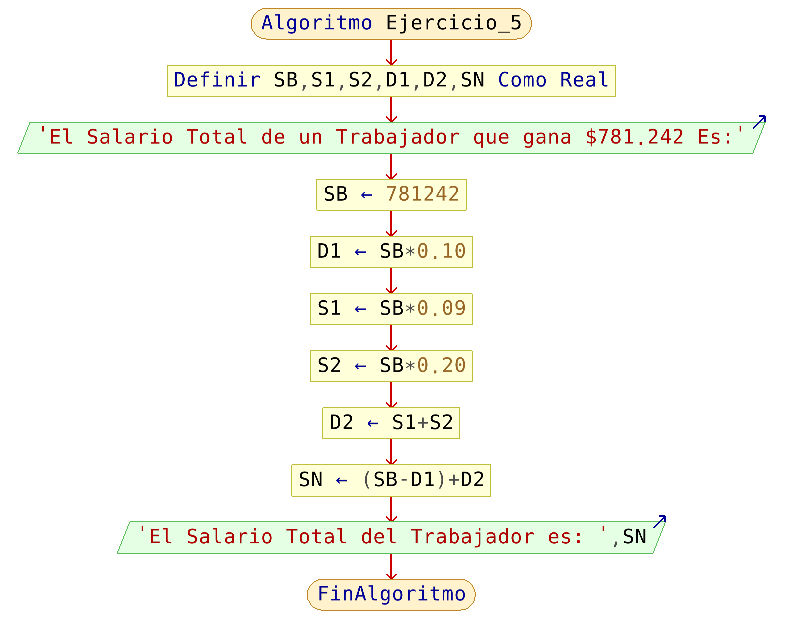 Algoritmo Ejercicio_5
Definir SB,S1,S2,D1,D2,SN Como Real
'El Salario Total de un Trabajador que gana $781.242 Es:'
SB ← 781242
D1 ← SB*0.10
S1 ← SB*0.09
S2 ← SB*0.20
D2 ← S1+S2
SN ← (SB-D1)+D2
'El Salario Total del Trabajador es: ',SN
FinAlgoritmo